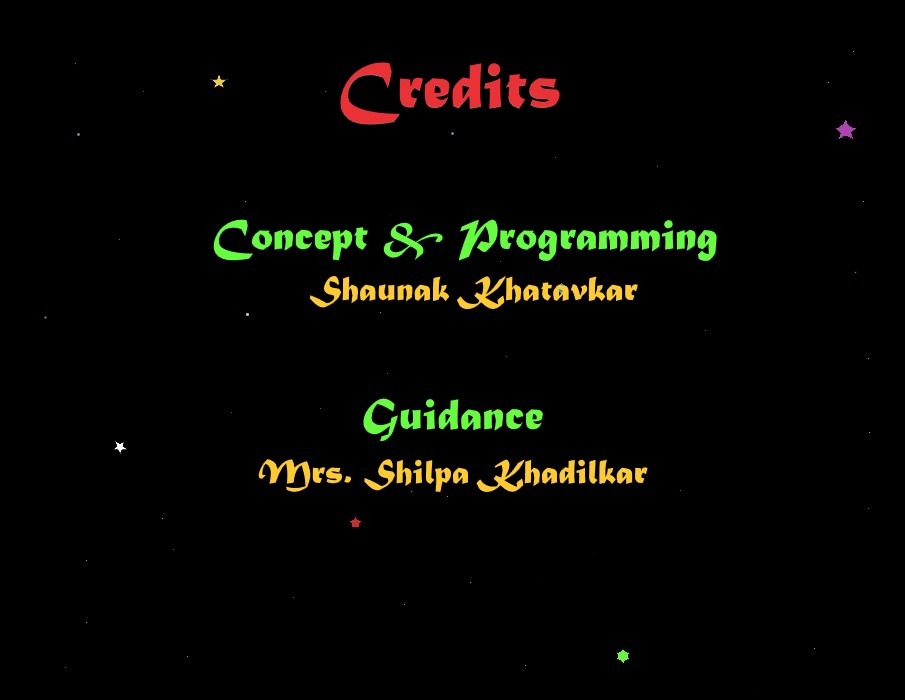 Credits
Concept & Programming
Shaunak Khatavkar
Guidance
Mrs. Shilpa Khadilkar